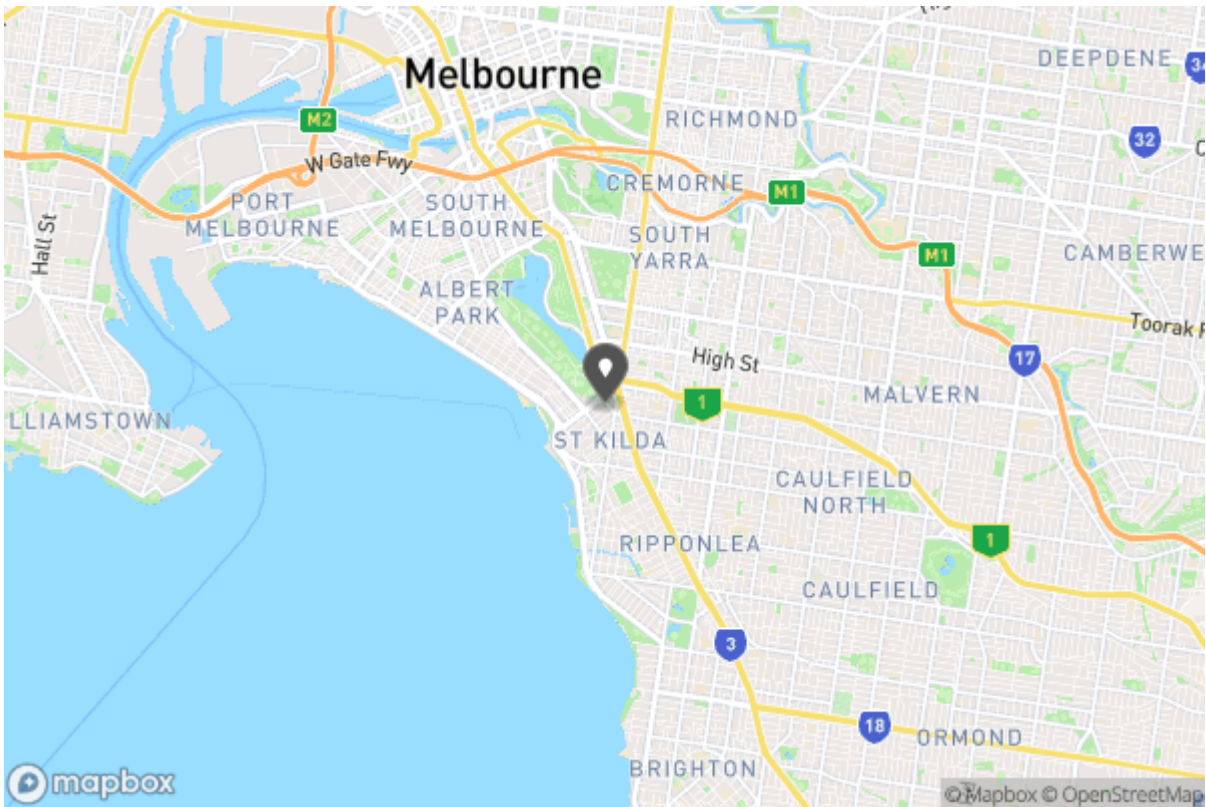 Melbourne
DEEPDENE
34
M2
RICHMOND
32
W Gate Fwy
CREMORNE
M1
PORT
MELBOURNE
SOUTH
MELBOURNE
SOUTH
YARRA
M1
CAMBERWE
Hall St
ALBERT
PARK
Toorak
High St
17
1
MALVERN
LLIAMSTOWN
ST KILDA
CAULFIELD
NORTH
RIPPONLEA
1
CAULFIELD
3
18
ORMOND
BRIGHTON
mapbox
© Mapbox © OpenStreetMap